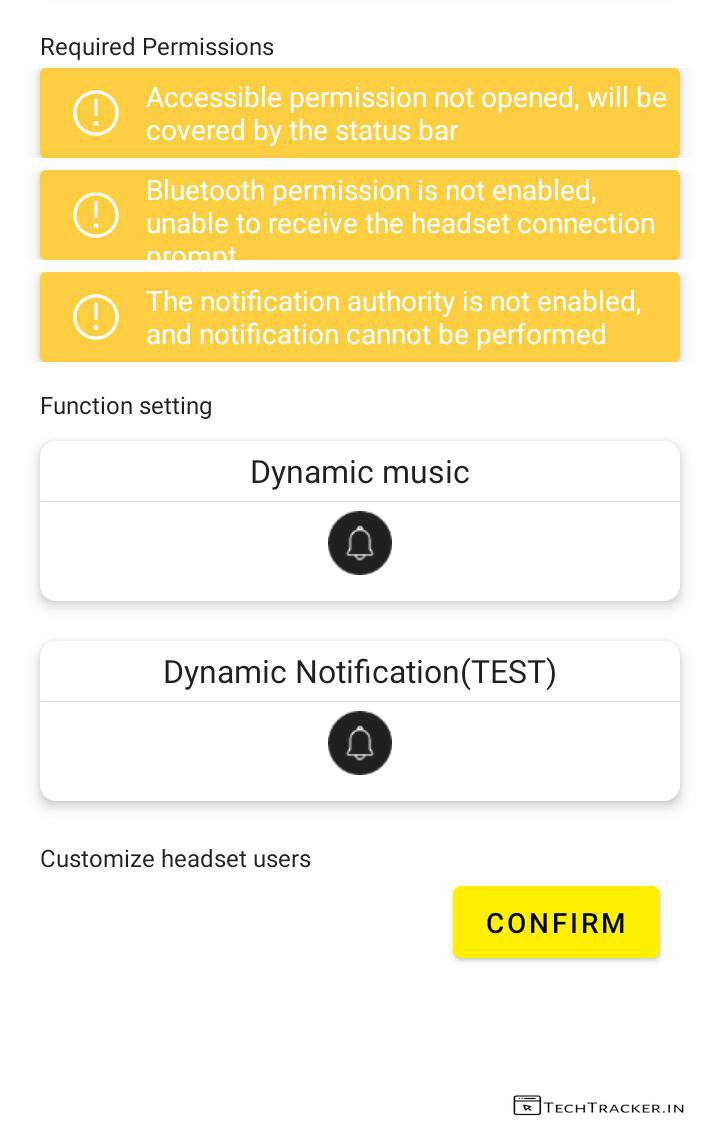 Required Permissions
Accessible permission not opened, will be
covered by the status bar
Bluetooth permission is not enabled,
unable to receive the headset connection
prompt
The notification authority is not enabled,
and notification cannot be performed
Function setting
Dynamic music
Dynamic Notification(TEST)
Customize headset users
CONFIRM
TECHTRACKER.IN